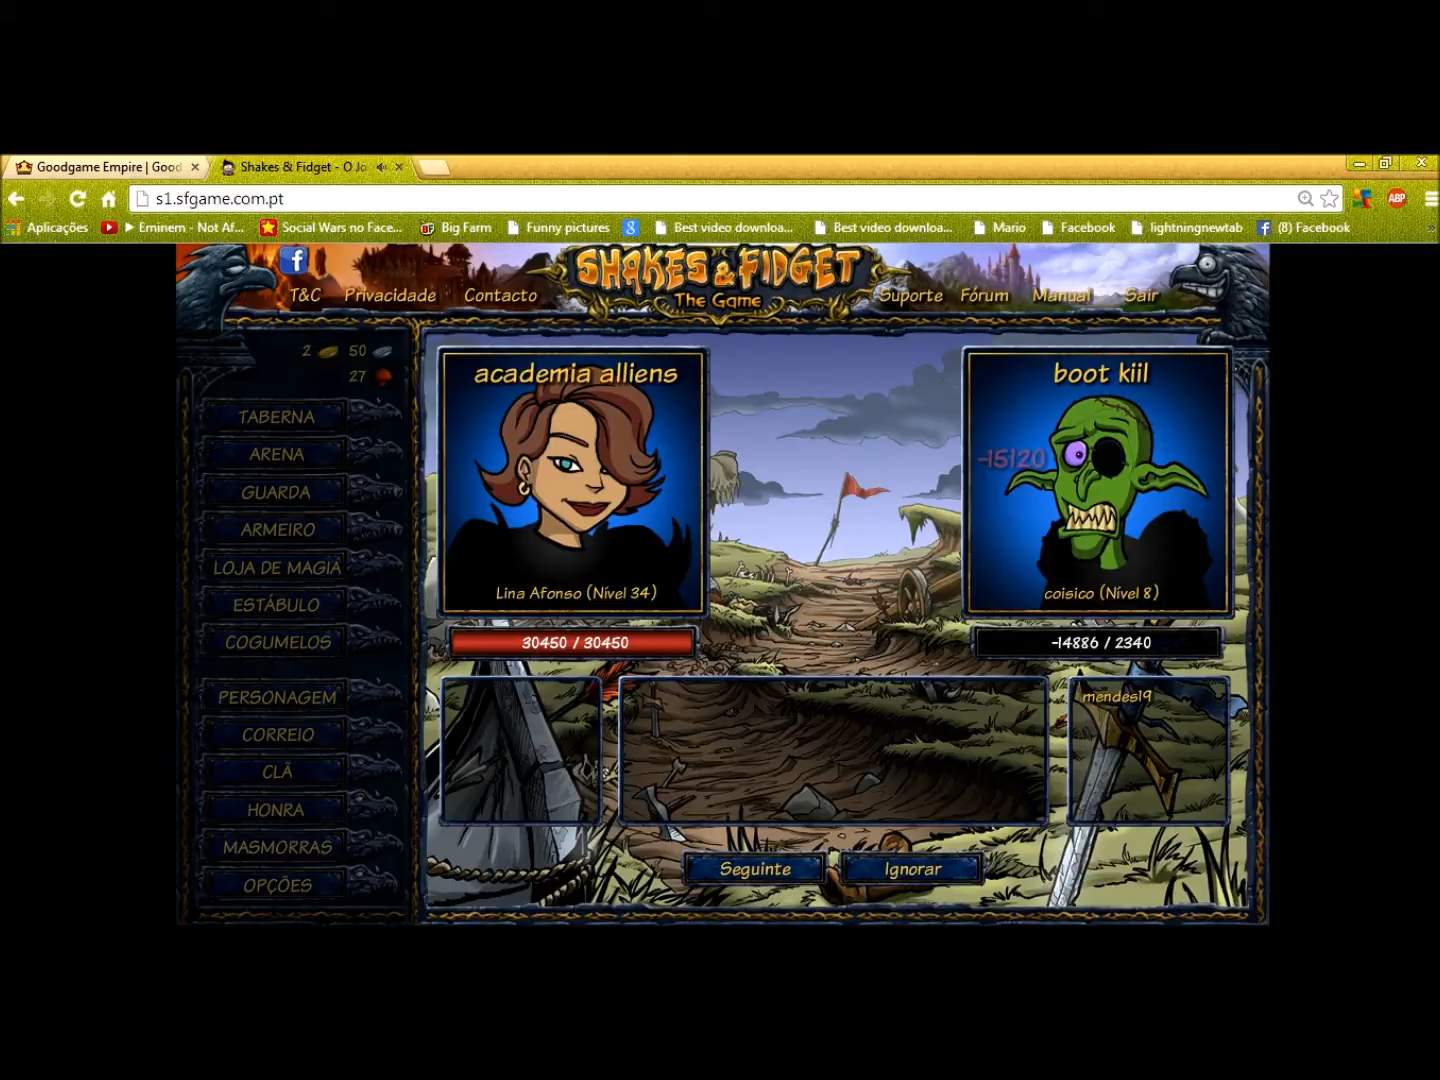 Goodgame Empire | Good
Shakes & Fidget - O Jo
s1.sfgame.com.pt
ABP
Aplicações
Eminem - Not Af...
Social Wars no Face...
BF Big Farm
Funny pictures
g
Best video downloa...
Best video downloa...
Mario
Facebook
lightningnewtab
(8) Facebook
f
SHAKES & FIDGET
The Game
T&C Privacidade Contacto
Suporte Fórum Manual Sair
2 50
27
TABERNA
ARENA
GUARDA
ARMEIRO
LOJA DE MAGIA
ESTÁBULO
COGUMELOS
PERSONAGEM
CORREIO
CLÃ
HONRA
MASMORRAS
OPÇÕES
academia alliens
Lina Afonso (Nível 34)
30450 / 30450
boot kiil
-15120
coisico (Nível 8)
-14886 / 2340
mendes19
Seguinte
Ignorar